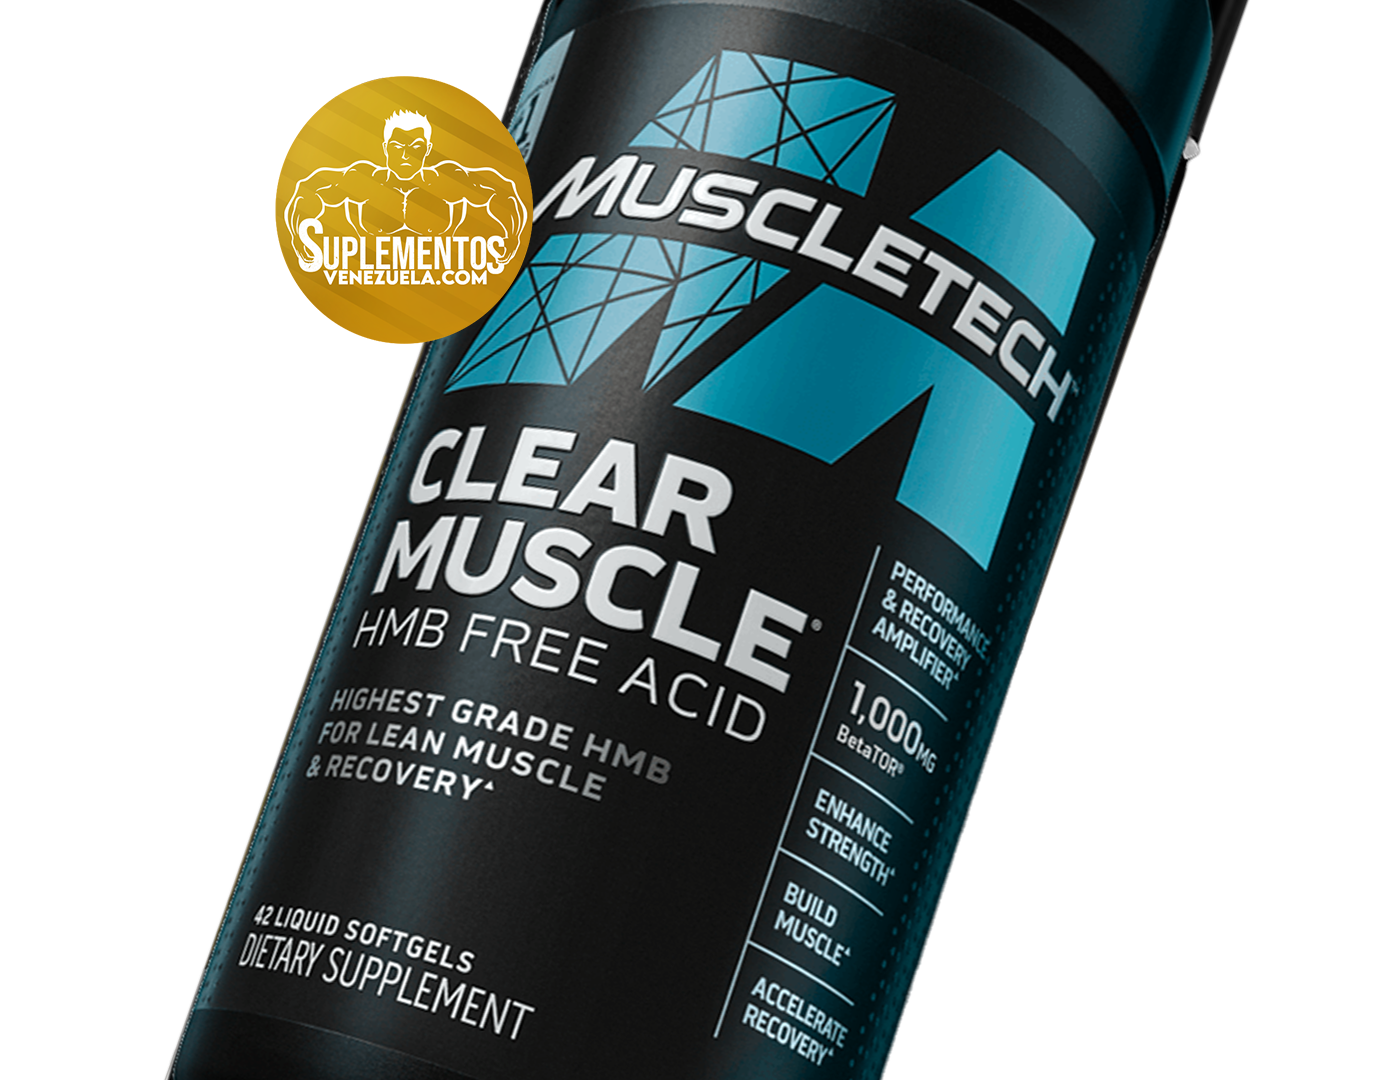 SUPLEMENTOS
VENEZUELA.COM
MUSCLETECH™
CLEAR
MUSCLE®
HMB FREE ACID
HIGHEST GRADE HMB
FOR LEAN MUSCLE
& RECOVERY▲
42 LIQUID SOFTGELS
DIETARY SUPPLEMENT
PERFORMANCE
& RECOVERY
AMPLIFIER▲
1,000MG
BetaTOR®
ENHANCE
STRENGTH▲
BUILD
MUSCLE▲
ACCELERATE
RECOVERY▲